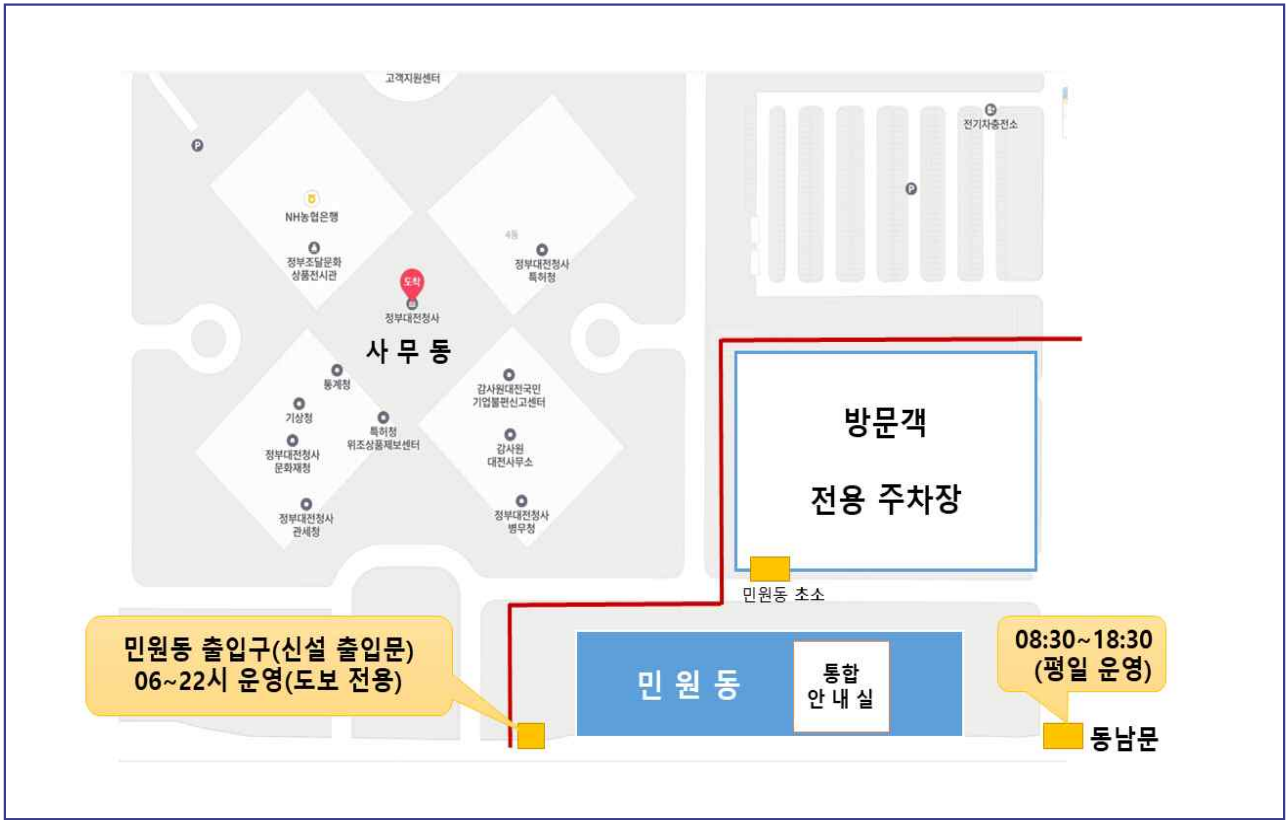 고객지원센터
전기차충전소
P
P
NH농협은행
4동
정부조달문화
상품전시관
정부대전청사
특허청
도착
정부대전청사
사 무 동
통계청
감사원대전국민
기업불편신고센터
기상청
특허청
위조상품제보센터
정부대전청사
문화재청
감사원
대전사무소
정부대전청사
관세청
정부대전청사
병무청
방문객
전용 주차장
민원동 초소
민원동 출입구(신설 출입문)
06~22시 운영(도보 전용)
민 원 동
통합
안 내 실
08:30~18:30
(평일 운영)
동남문